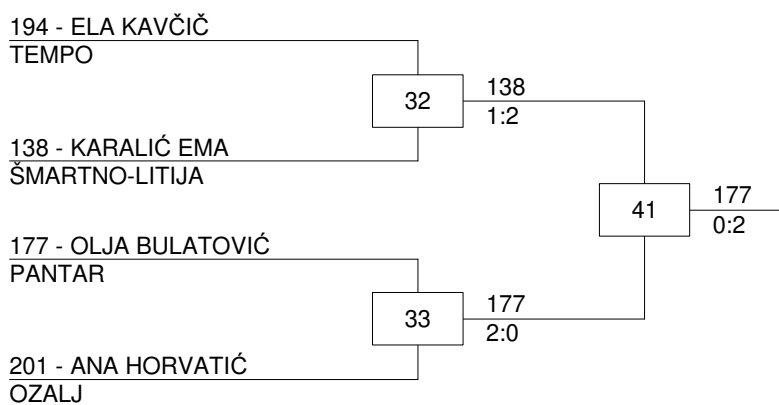 194 - ELA KAVČIČ
TEMPO
32
138
1:2
138 - KARALIĆ EMA
ŠMARTNO-LITIJA
41
177
0:2
177 - OLJA BULATOVIĆ
PANTAR
33
177
2:0
201 - ANA HORVATIĆ
OZALJ